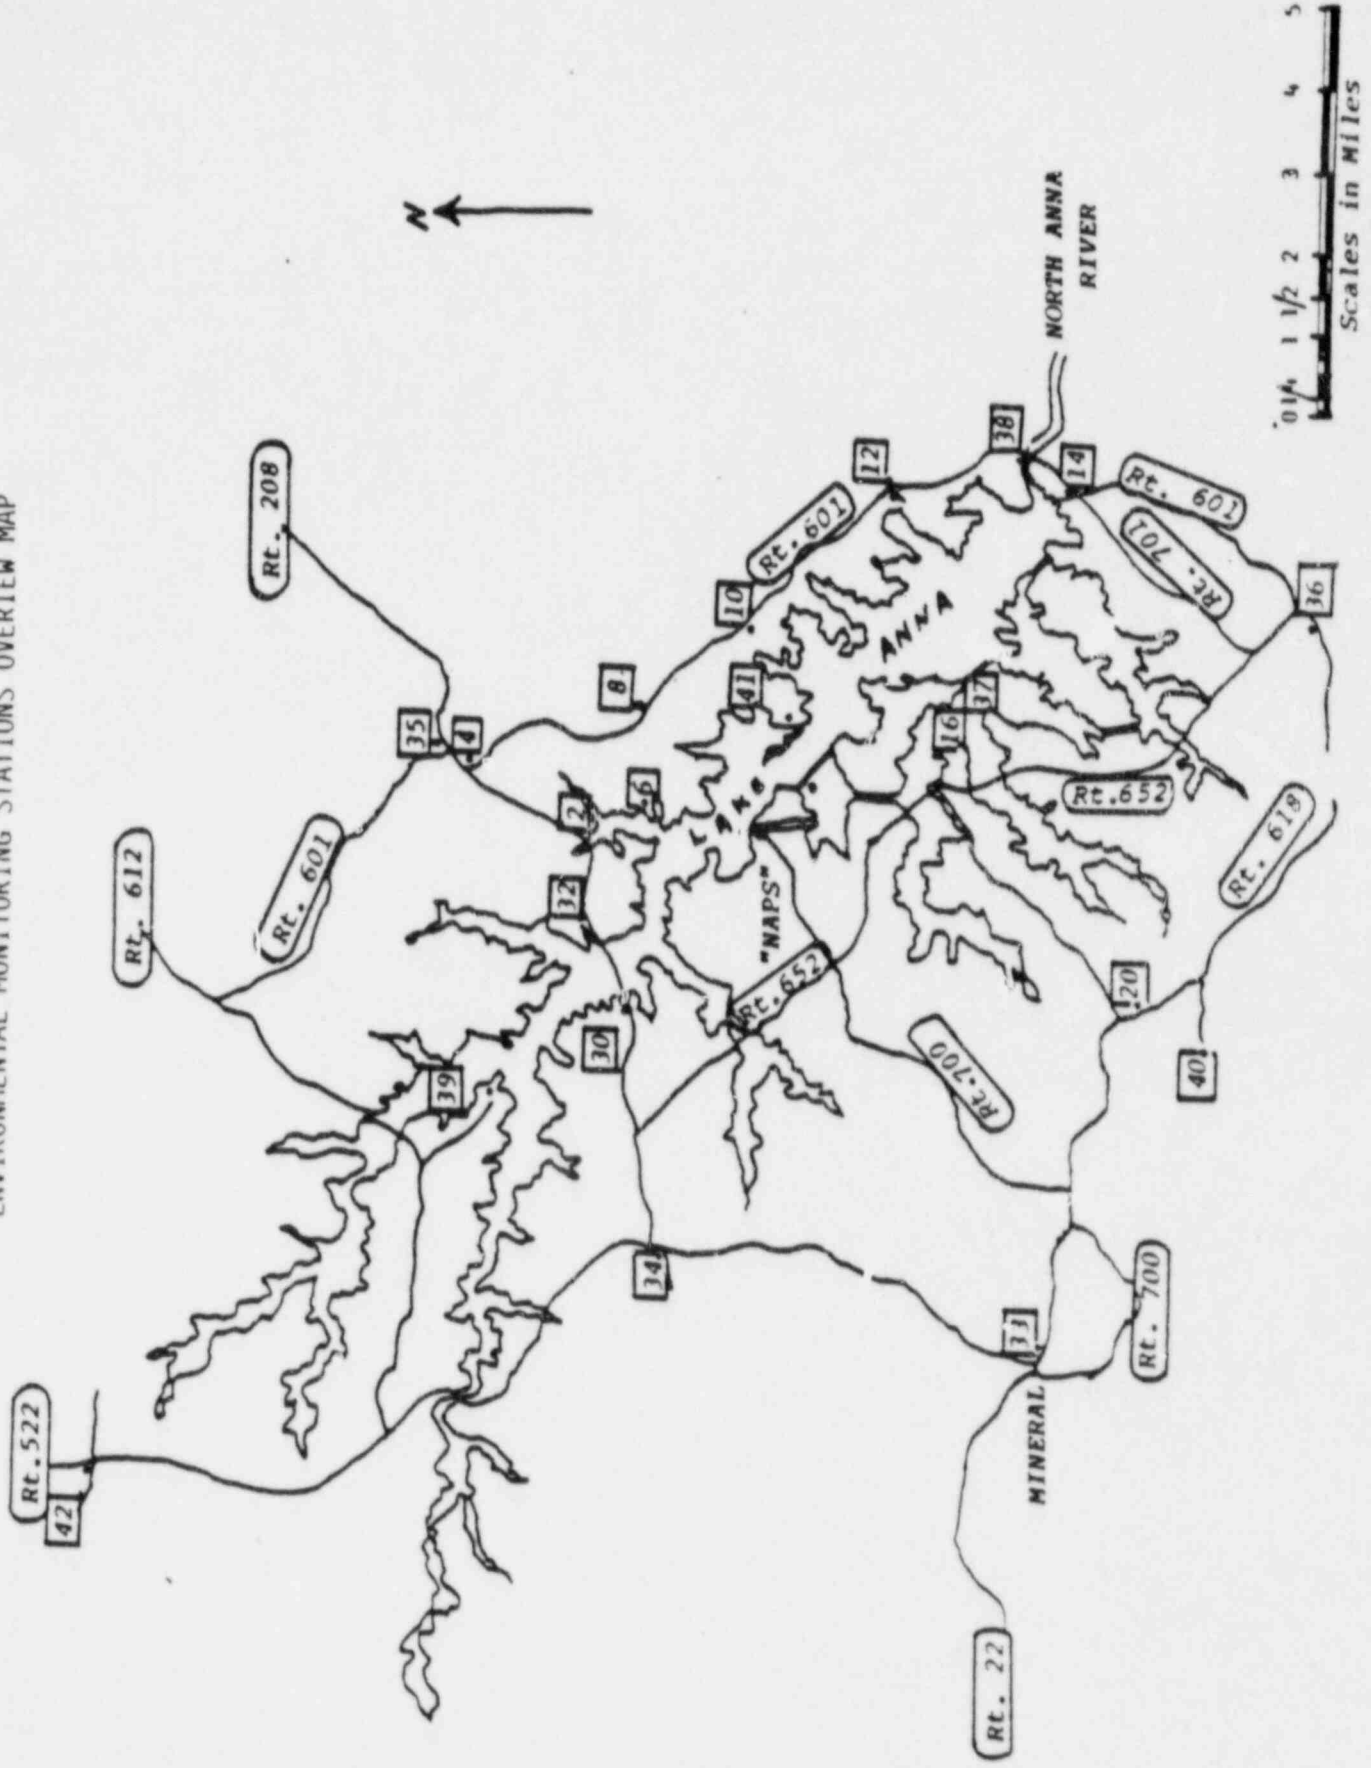 ENVIRONMENTAL MONITORING STATIONS OVERIEW MAP
Rt. 522
42
Rt. 612
Rt. 208
Rt. 601
35
4
N
39
32
2
6
8
30
34
10
41
Rt. 601
12
LAKE ANNA
"NAPS"
Rt. 652
16
37
38
NORTH ANNA
RIVER
14
Rt. 601
Rt. 701
Rt. 652
Rt. 700
Rt. 22
33
MINERAL
Rt. 700
20
40
Rt. 618
36
0 1/4 1 1 1/2 2 3 4 5
Scales in Miles